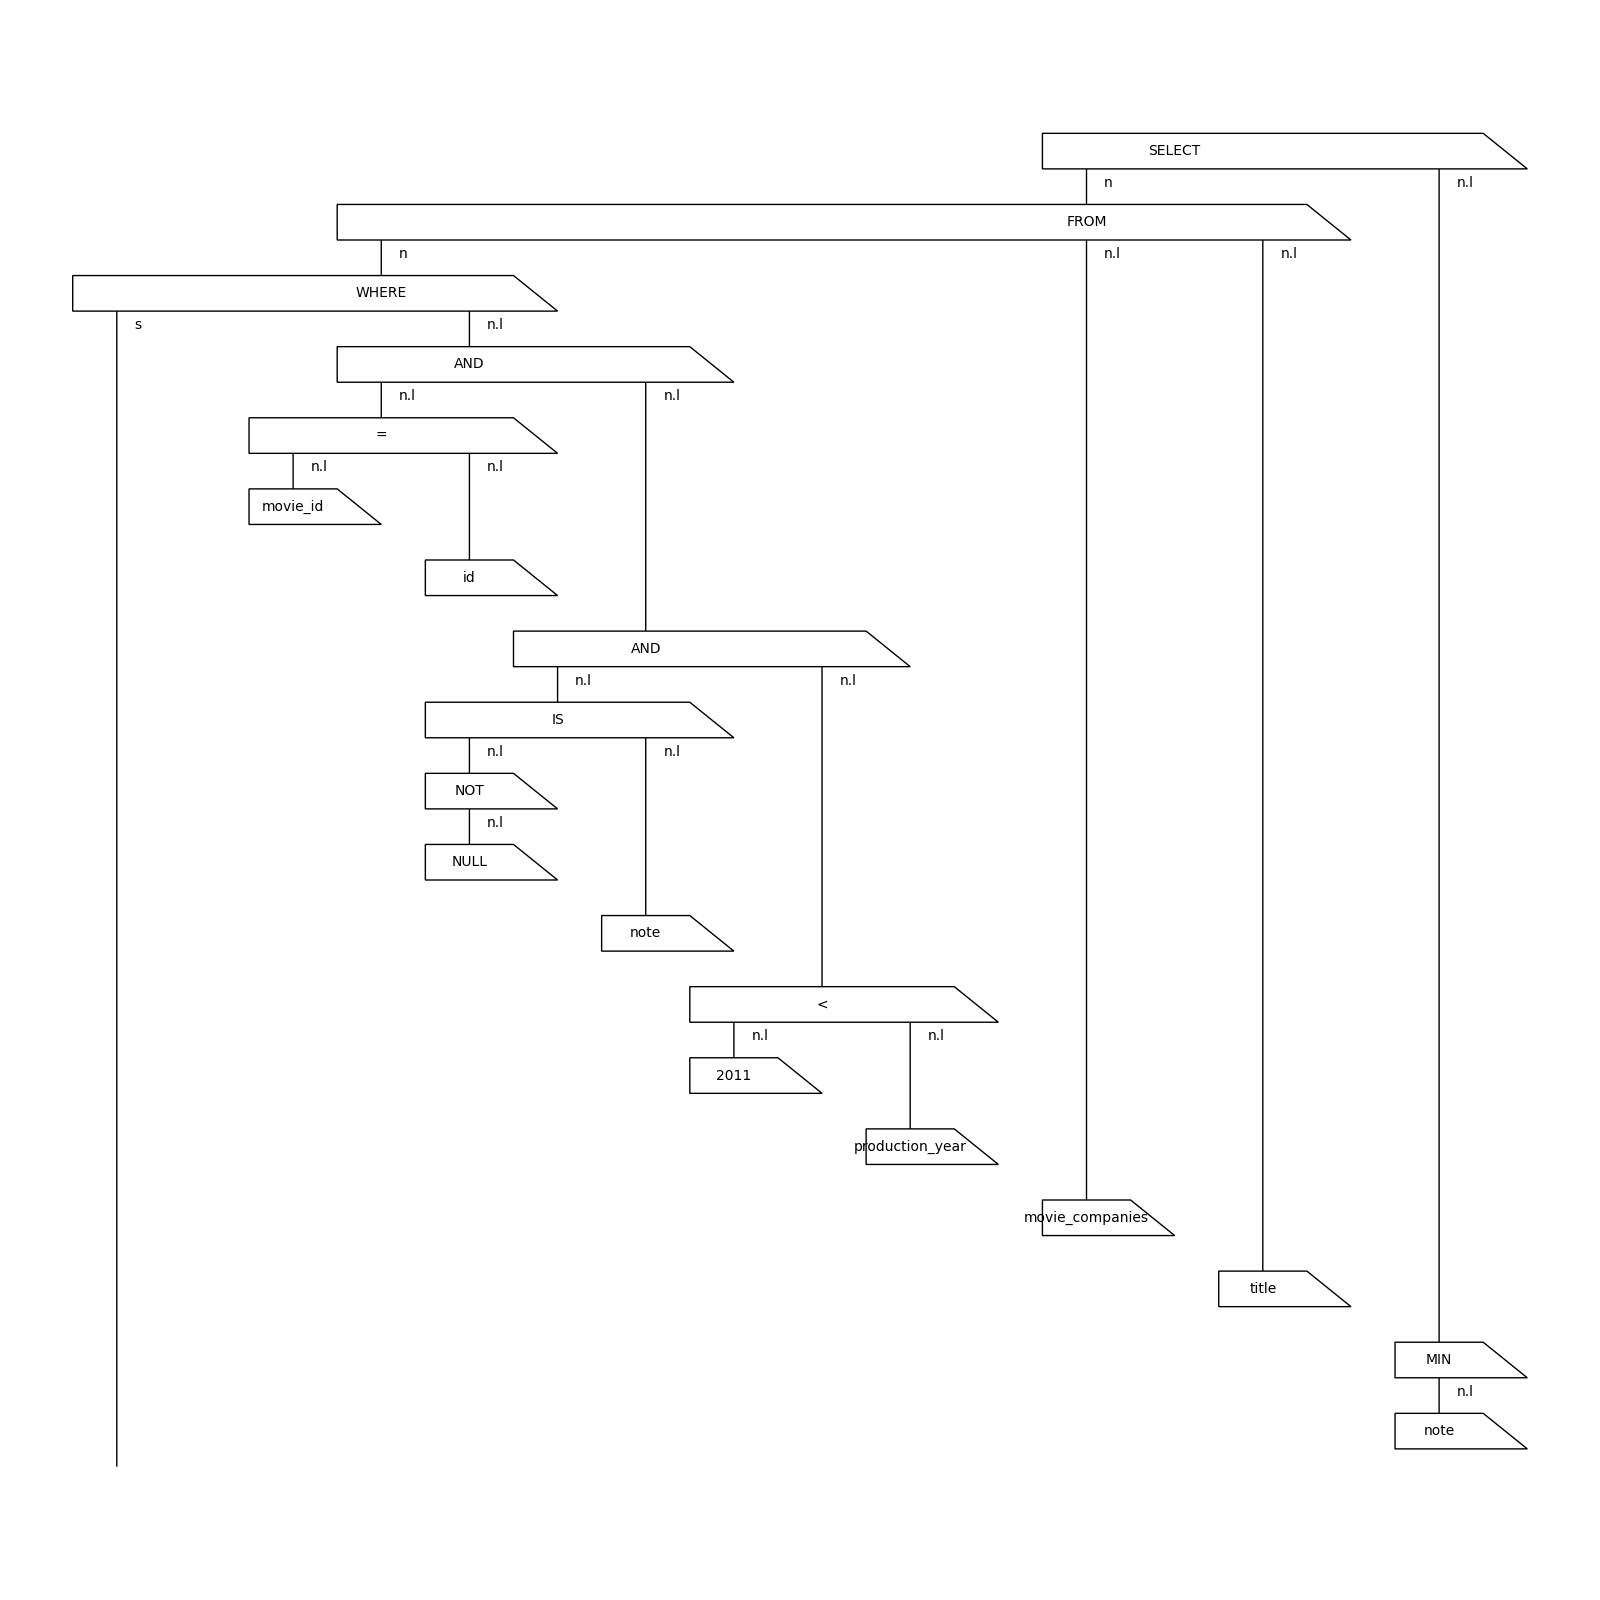 SELECT
n n.l
FROM
n n.l n.l
WHERE
s n.l
AND
n.l n.l
=
n.l n.l
movie_id
id
AND
n.l n.l
IS
n.l n.l
NOT
n.l
NULL
note
<
n.l n.l
2011
production_year
movie_companies
title
MIN
n.l
note